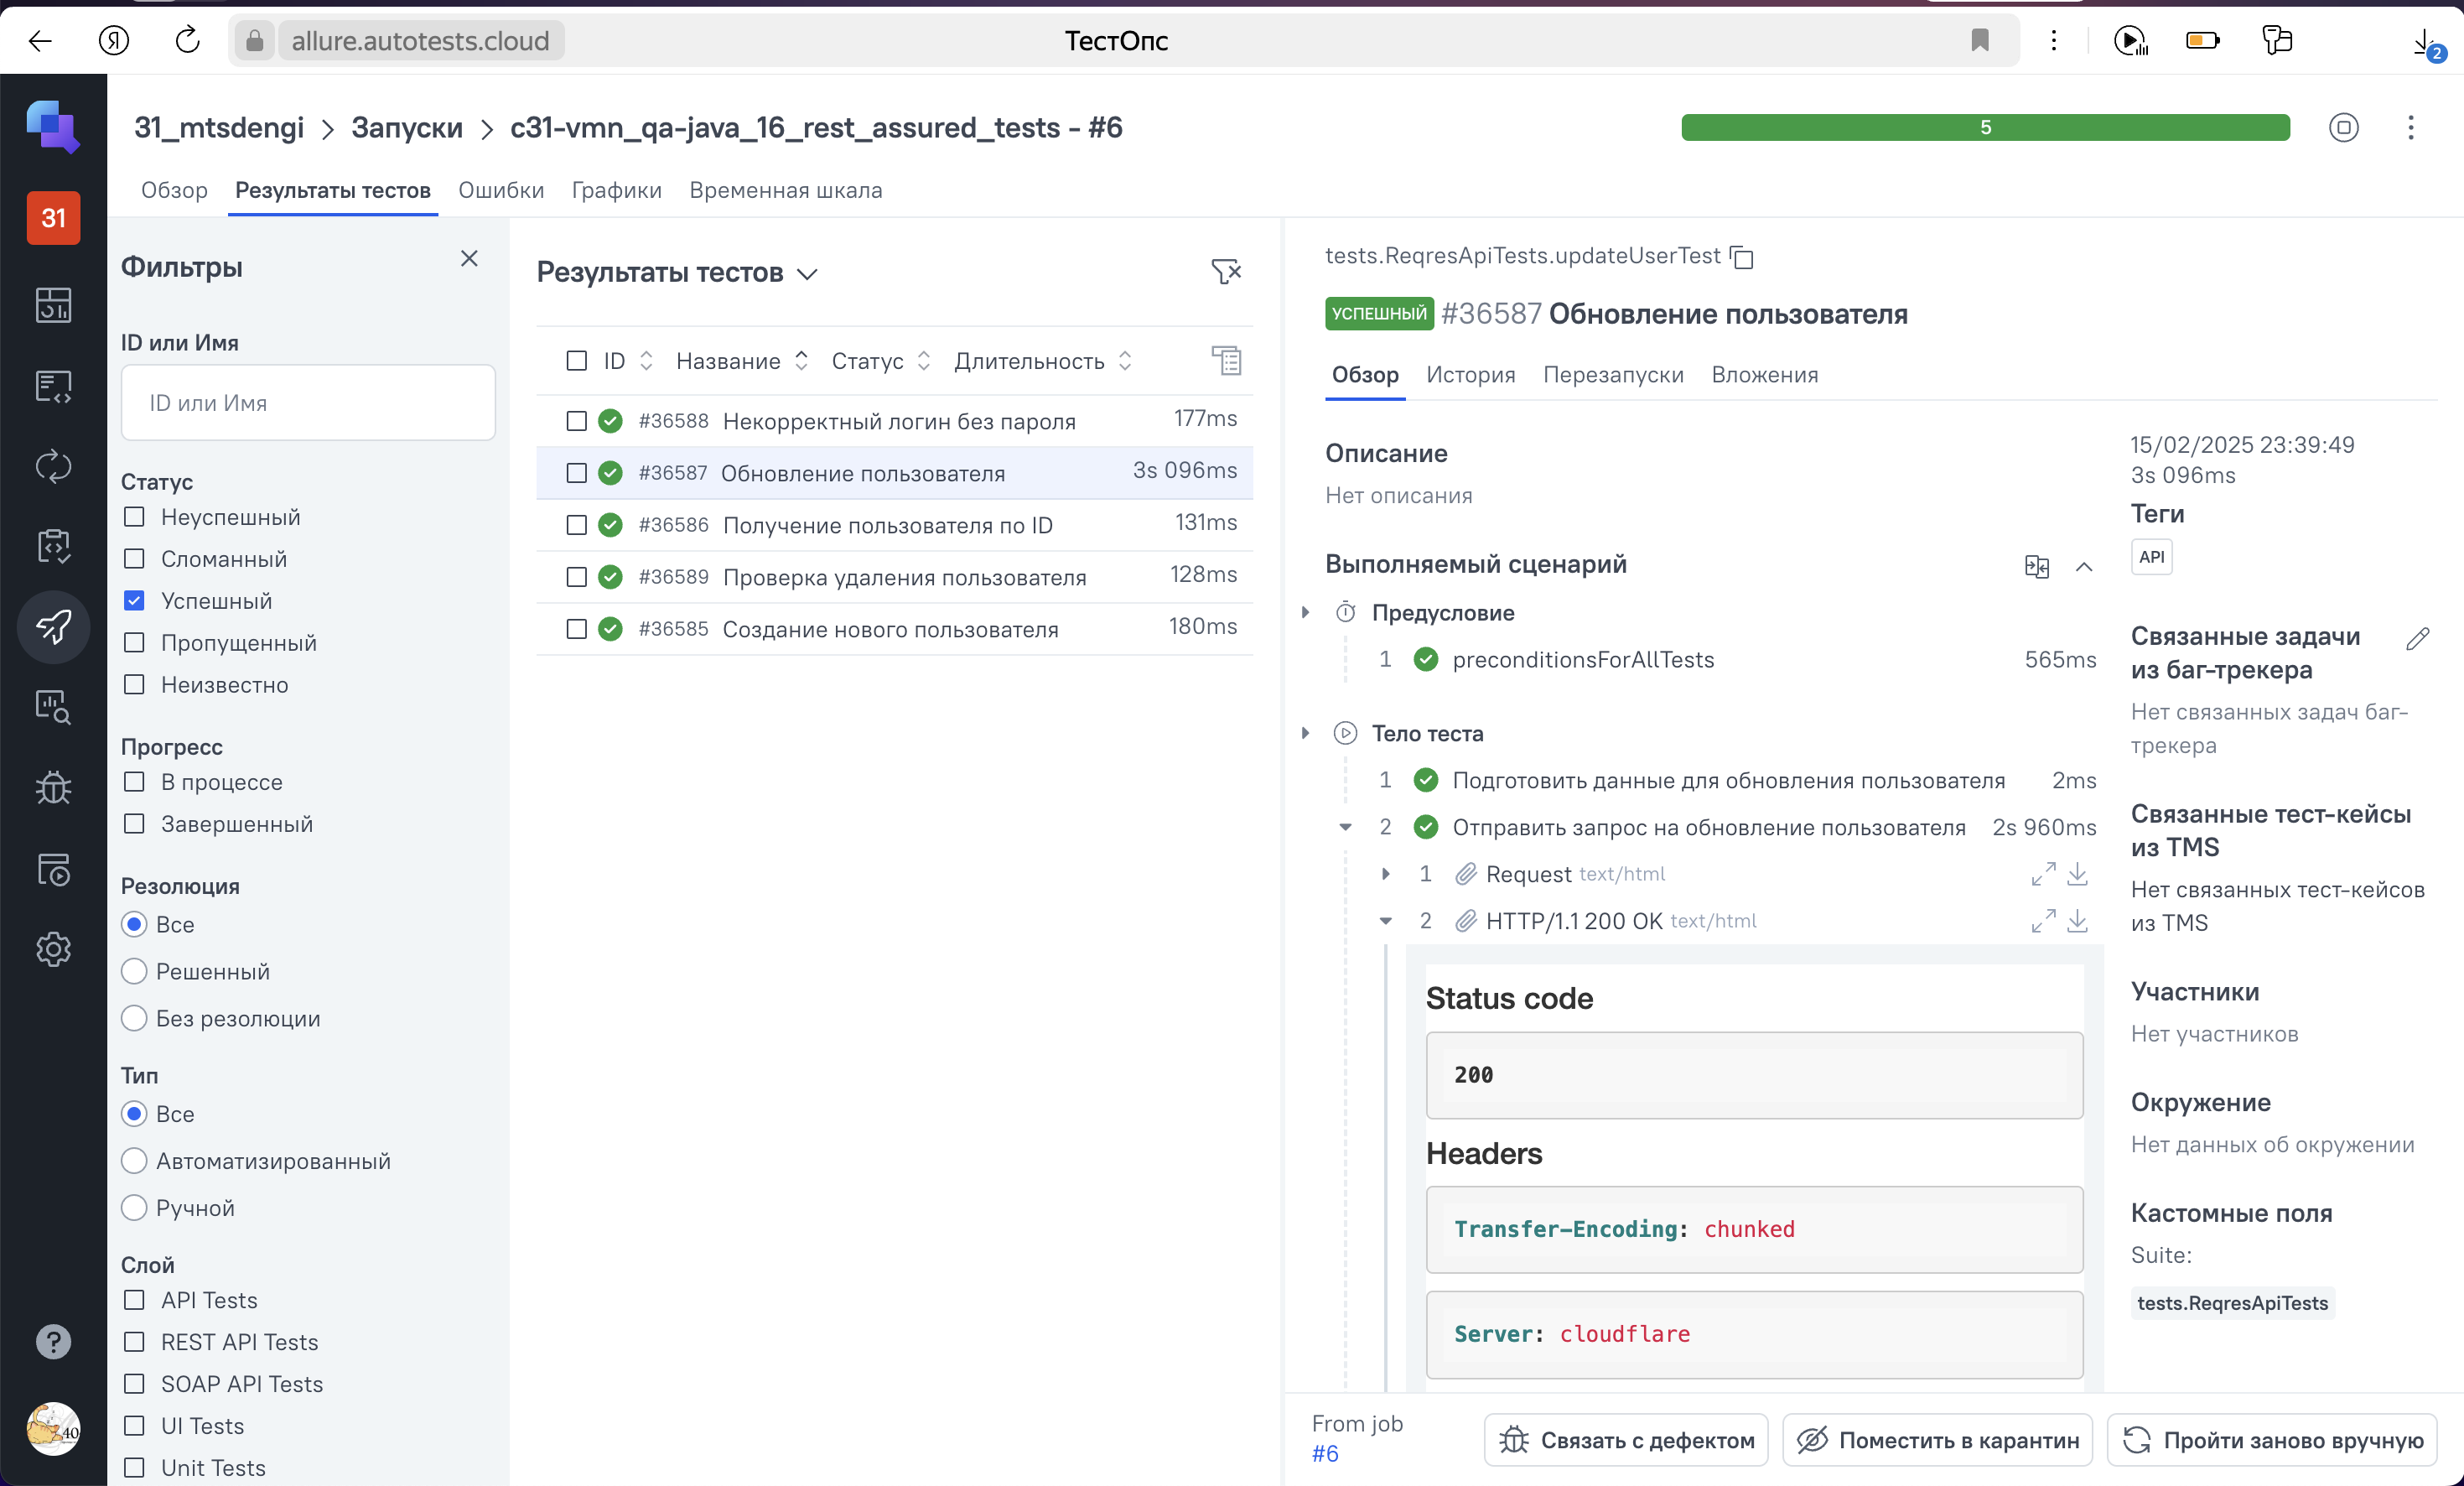 Я
allure.autotests.cloud
ТестОпс
2
31_mtsdengi > Запуски > c31-vmn_qa-java_16_rest_assured_tests - #6
5
Обзор Результаты тестов Ошибки Графики Временная шкала
31
Фильтры
ID или Имя
ID или Имя
Статус
Неуспешный
Сломанный
Успешный
Пропущенный
Неизвестно
Прогресс
В процессе
Завершенный
Резолюция
Все
Решенный
Без резолюции
Тип
Все
Автоматизированный
Ручной
Слой
API Tests
REST API Tests
SOAP API Tests
UI Tests
Unit Tests
?
40
Результаты тестов
ID Название Статус Длительность
#36588 Некорректный логин без пароля 177ms
#36587 Обновление пользователя 3s 096ms
#36586 Получение пользователя по ID 131ms
#36589 Проверка удаления пользователя 128ms
#36585 Создание нового пользователя 180ms
tests.ReqresApiTests.updateUserTest
УСПЕШНЫЙ #36587 Обновление пользователя
Обзор История Перезапуски Вложения
Описание
Нет описания
Выполняемый сценарий
Предусловие
1 preconditionsForAllTests 565ms
Тело теста
1 Подготовить данные для обновления пользователя 2ms
2 Отправить запрос на обновление пользователя 2s 960ms
1 Request text/html
2 HTTP/1.1 200 OK text/html
Status code
200
Headers
Transfer-Encoding: chunked
Server: cloudflare
15/02/2025 23:39:49
3s 096ms
Теги
API
Связанные задачи
из баг-трекера
Нет связанных задач баг-
трекера
Связанные тест-кейсы
из TMS
Нет связанных тест-кейсов
из TMS
Участники
Нет участников
Окружение
Нет данных об окружении
Кастомные поля
Suite:
tests.ReqresApiTests
From job
#6
Связать с дефектом
Поместить в карантин
Пройти заново вручную